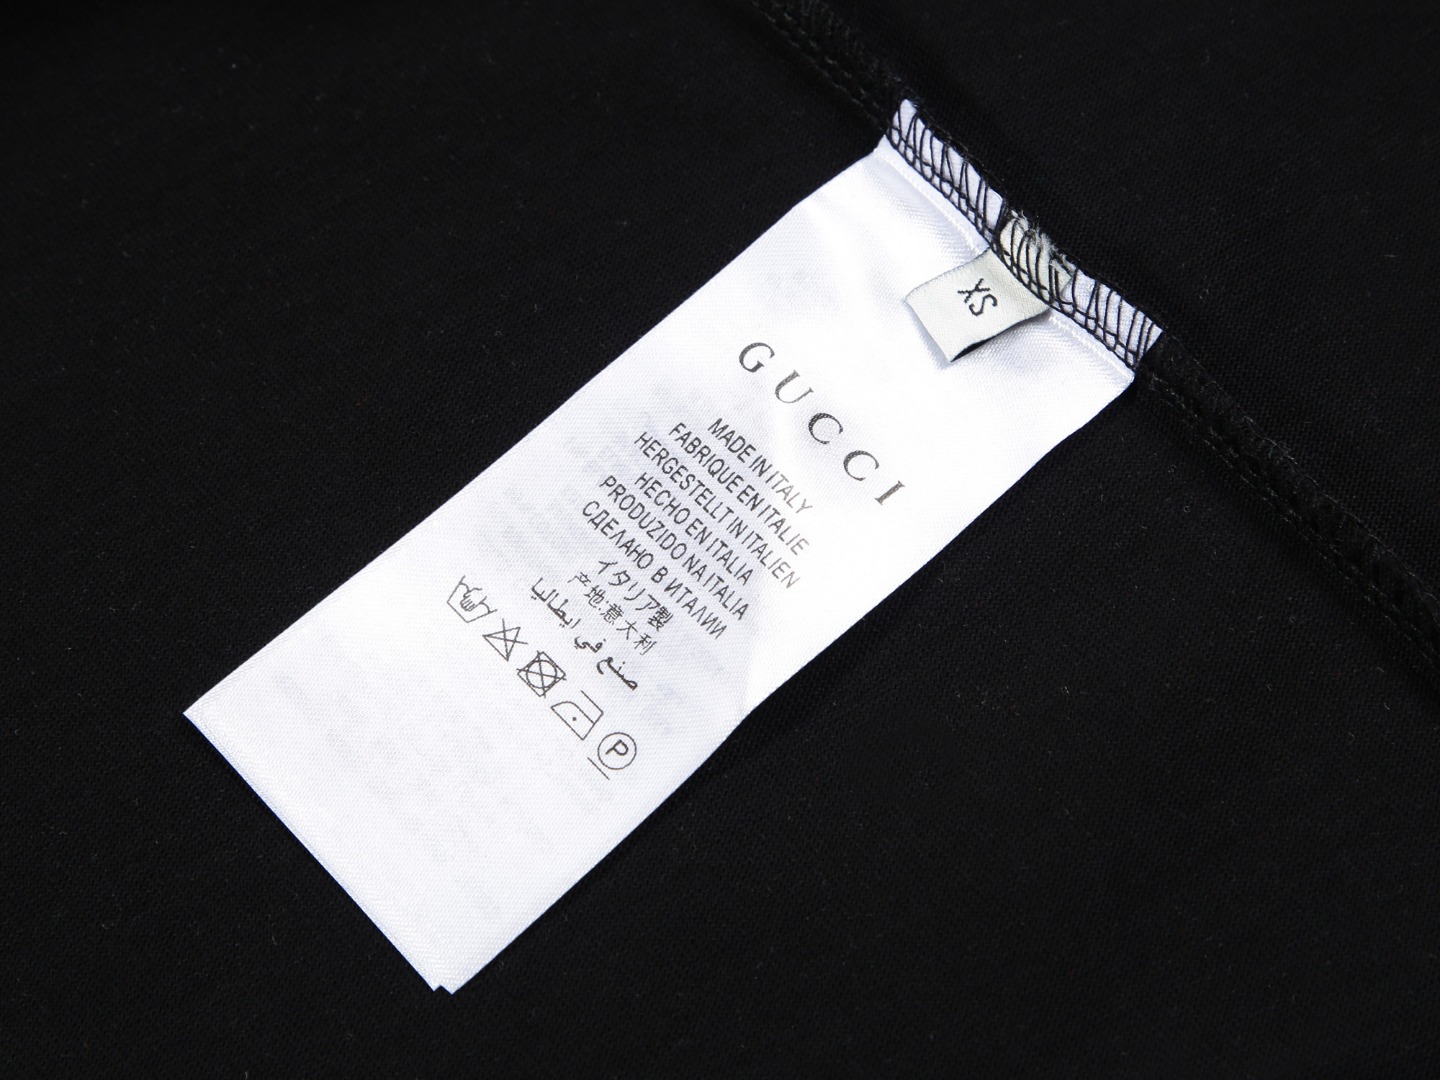 XS
GUCCI
MADE IN ITALY
FABRIQUE EN ITALIE
HERGESTELLT IN ITALIEN
HECHO EN ITALIA
PRODUZIDO NA ITALIA
СДЕЛАНО В ИТАЛИИ
イタリア製
产地:意大利
صنع في ايطاليا
P